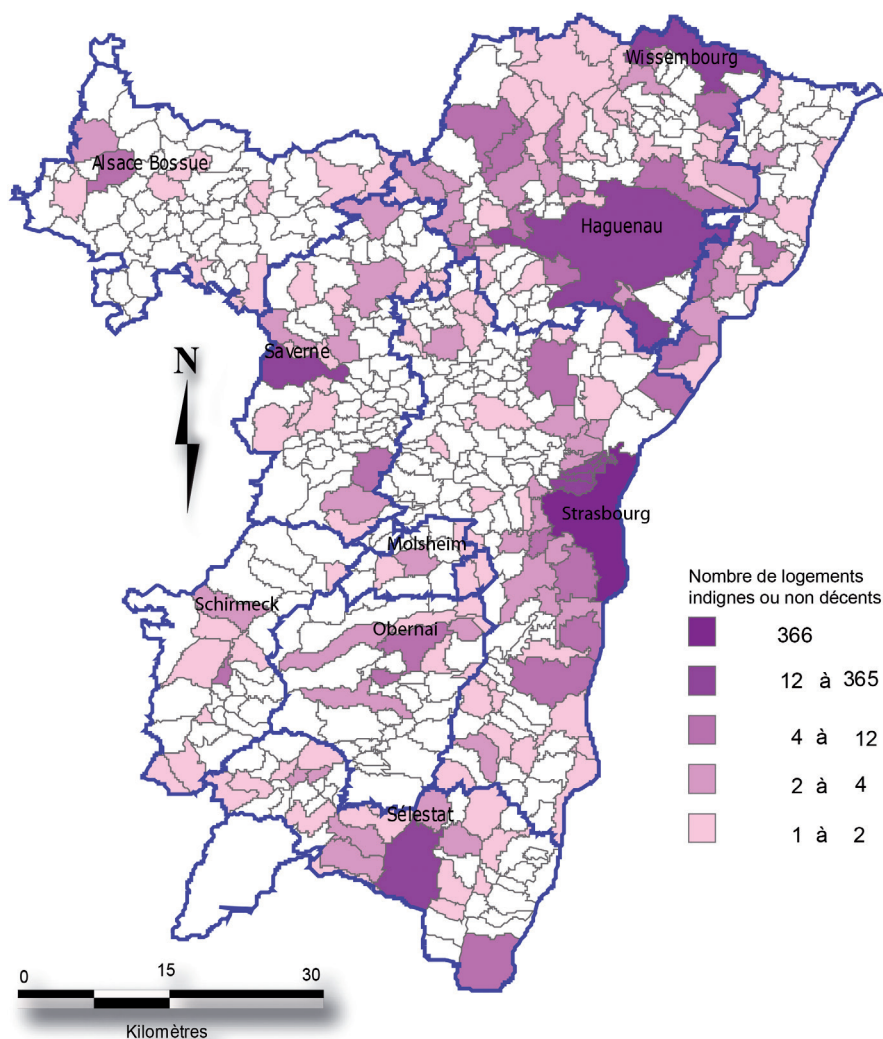 Wissembourg
Alsace Bossue
Haguenau
N
Saverne
Strasbourg
Molsheim
Schirmeck
Obernai
Sélestat
Nombre de logements
indignes ou non décents
366
12 à 365
4 à 12
2 à 4
1 à 2
0 15 30
Kilomètres